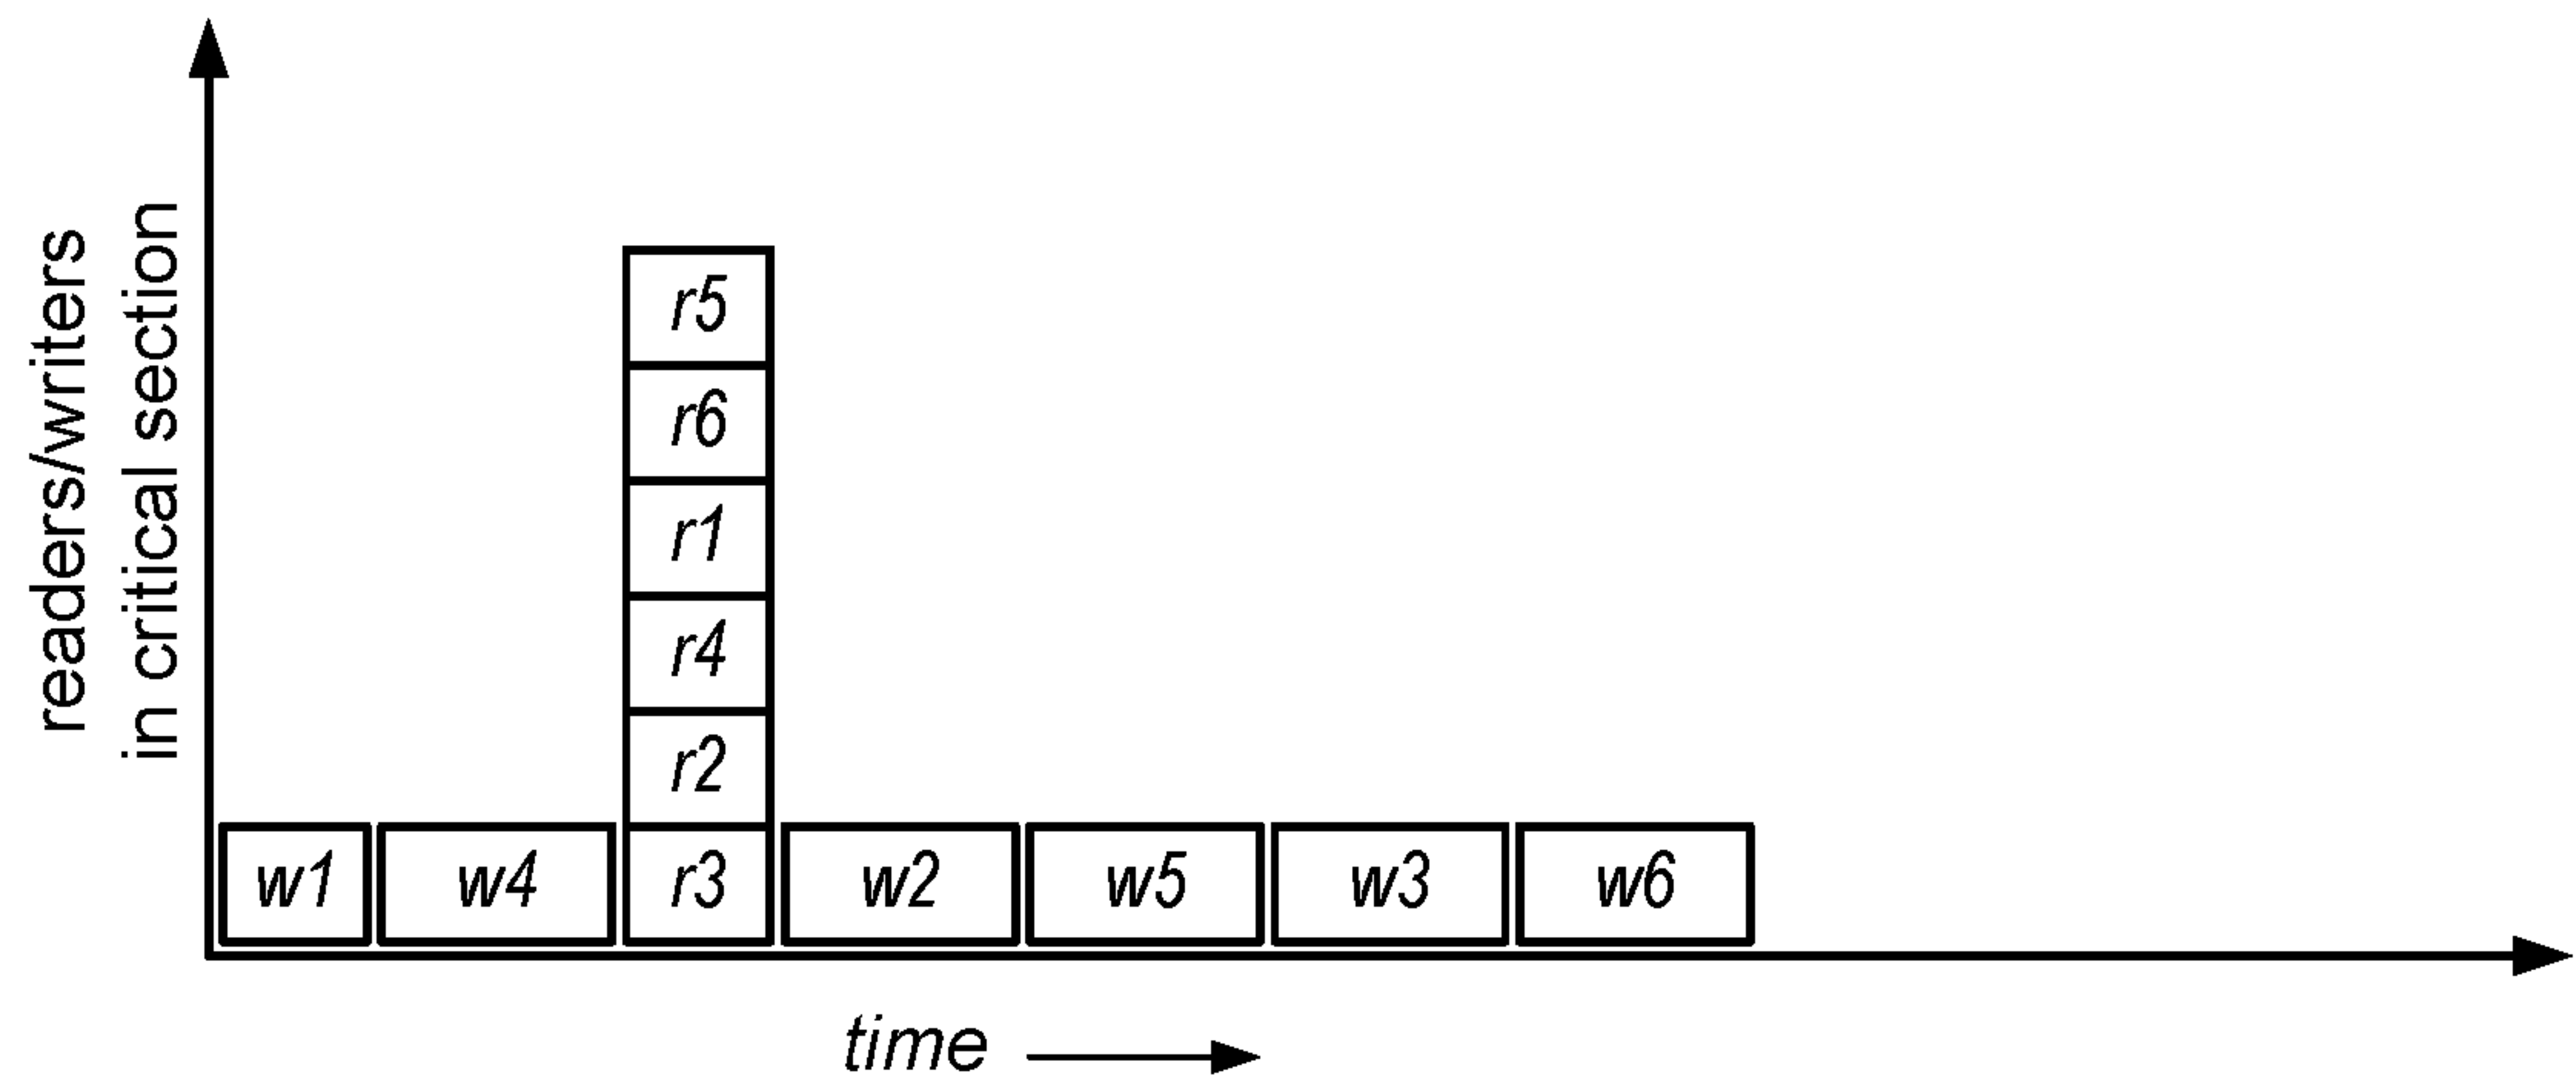 readers/writers
in critical section
r5
r6
r1
r4
r2
w1 w4 r3 w2 w5 w3 w6
time